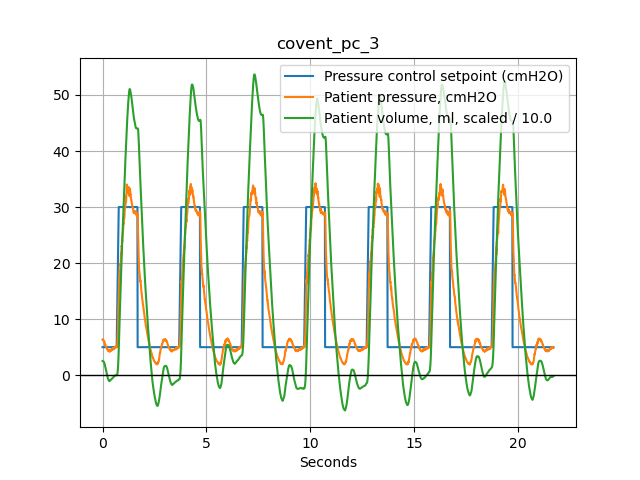 covent_pc_3
Pressure control setpoint (cmH2O)
Patient pressure, cmH2O
Patient volume, ml, scaled / 10.0
50
40
30
20
10
0
0 5 10 15 20
Seconds